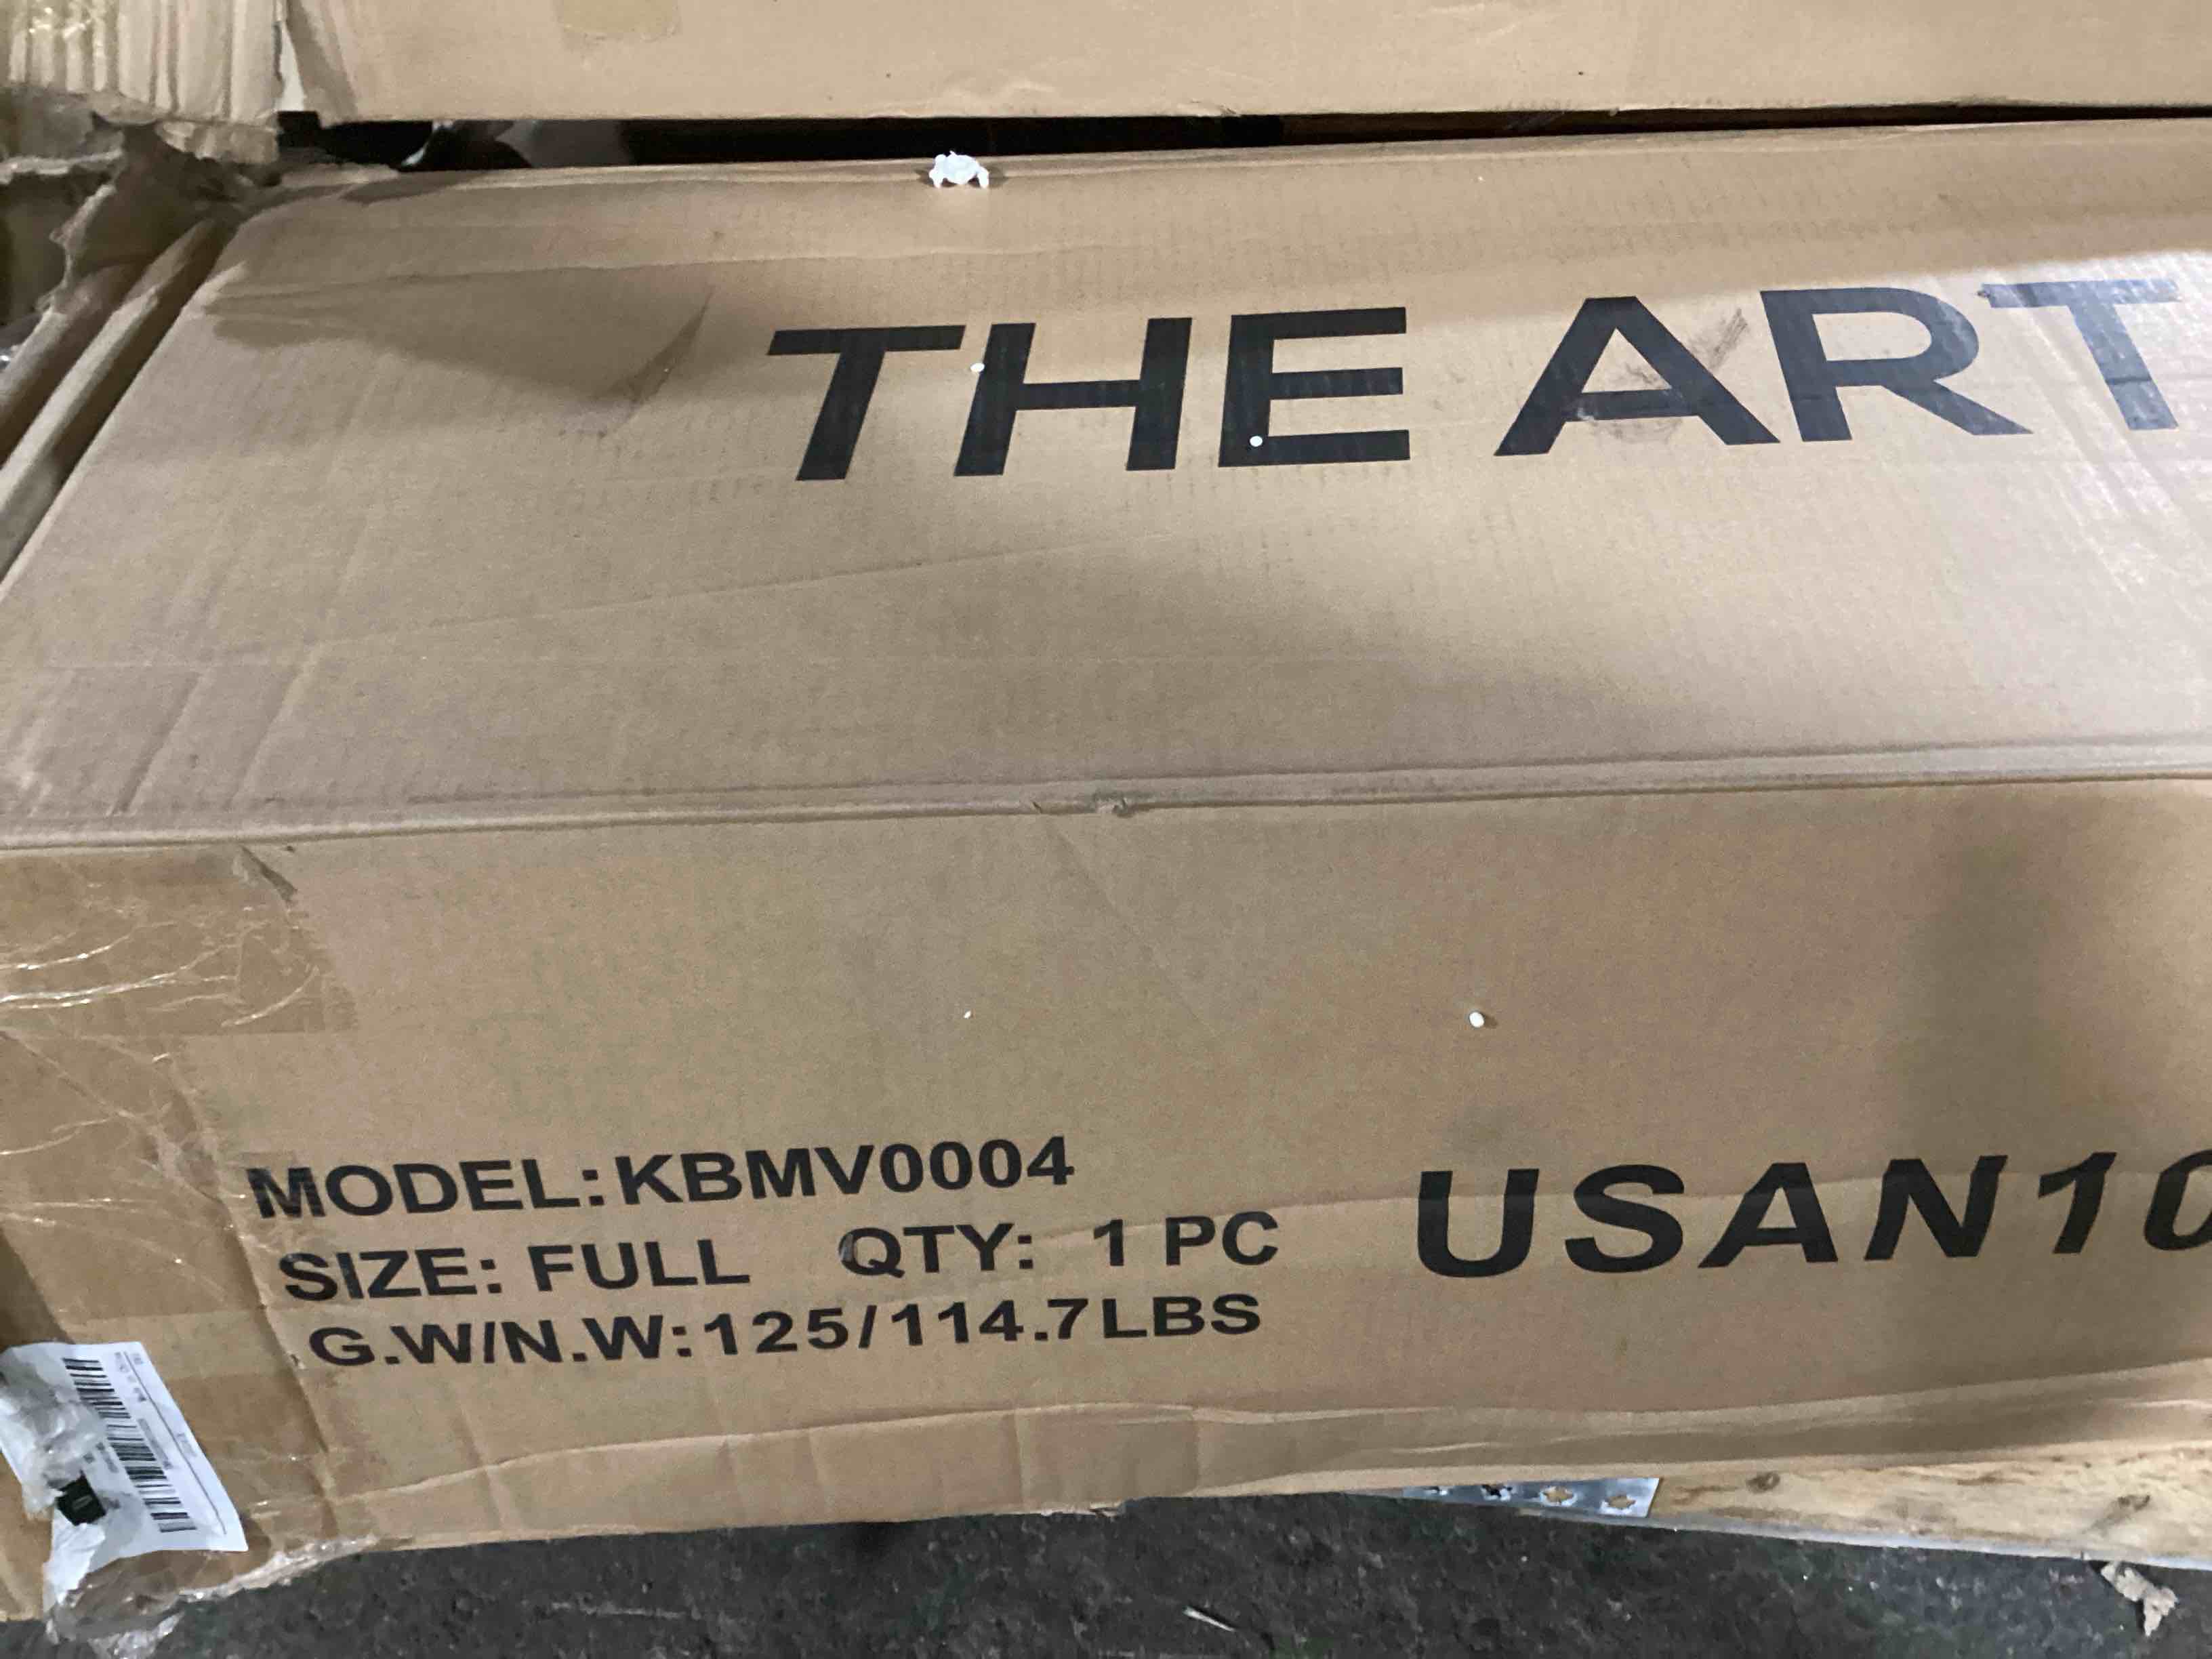 THE ART
MODEL:KBMV0004
SIZE: FULL QTY: 1 PC
G.W/N.W:125/114.7LBS
USAN10